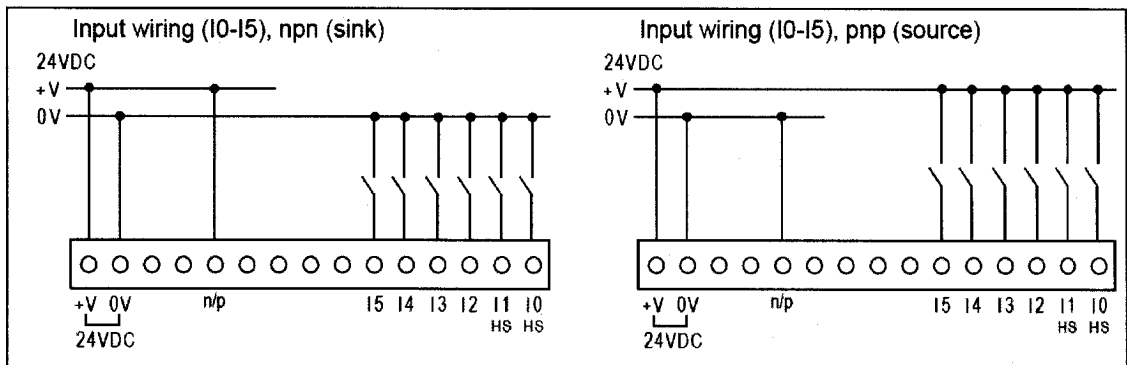 Input wiring (I0-I5), npn (sink)
24VDC
+V
0V
+V 0V n/p I5 I4 I3 I2 I1 I0
HS HS
24VDC
Input wiring (I0-I5), pnp (source)
24VDC
+V
0V
+V 0V n/p I5 I4 I3 I2 I1 I0
HS HS
24VDC